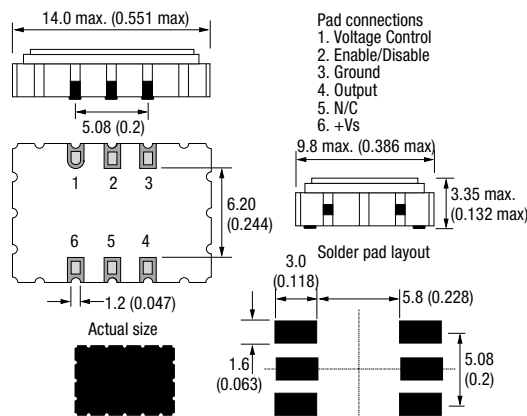 14.0 max. (0.551 max)
Pad connections
1. Voltage Control
2. Enable/Disable
3. Ground
4. Output
5. N/C
6. +Vs
5.08 (0.2)
9.8 max. (0.386 max)
1 2 3
6.20
(0.244)
3.35 max.
(0.132 max)
6 5 4
Solder pad layout
1.2 (0.047)
3.0
(0.118)
5.8 (0.228)
Actual size
1.6
(0.063)
5.08
(0.2)